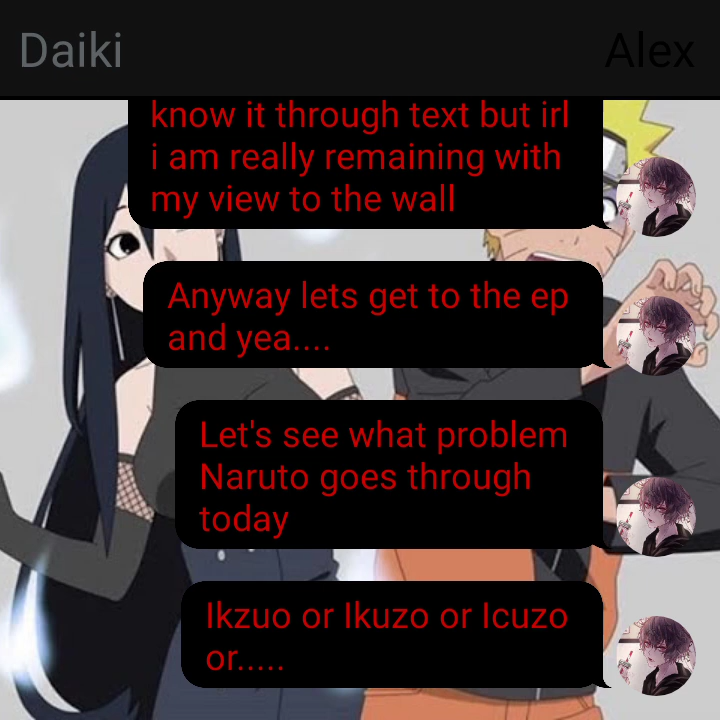 Daiki Alex
know it through text but irl
i am really remaining with
my view to the wall
Anyway lets get to the ep
and yea....
Let's see what problem
Naruto goes through
today
Ikzuo or Ikuzo or Icuzo
or.....